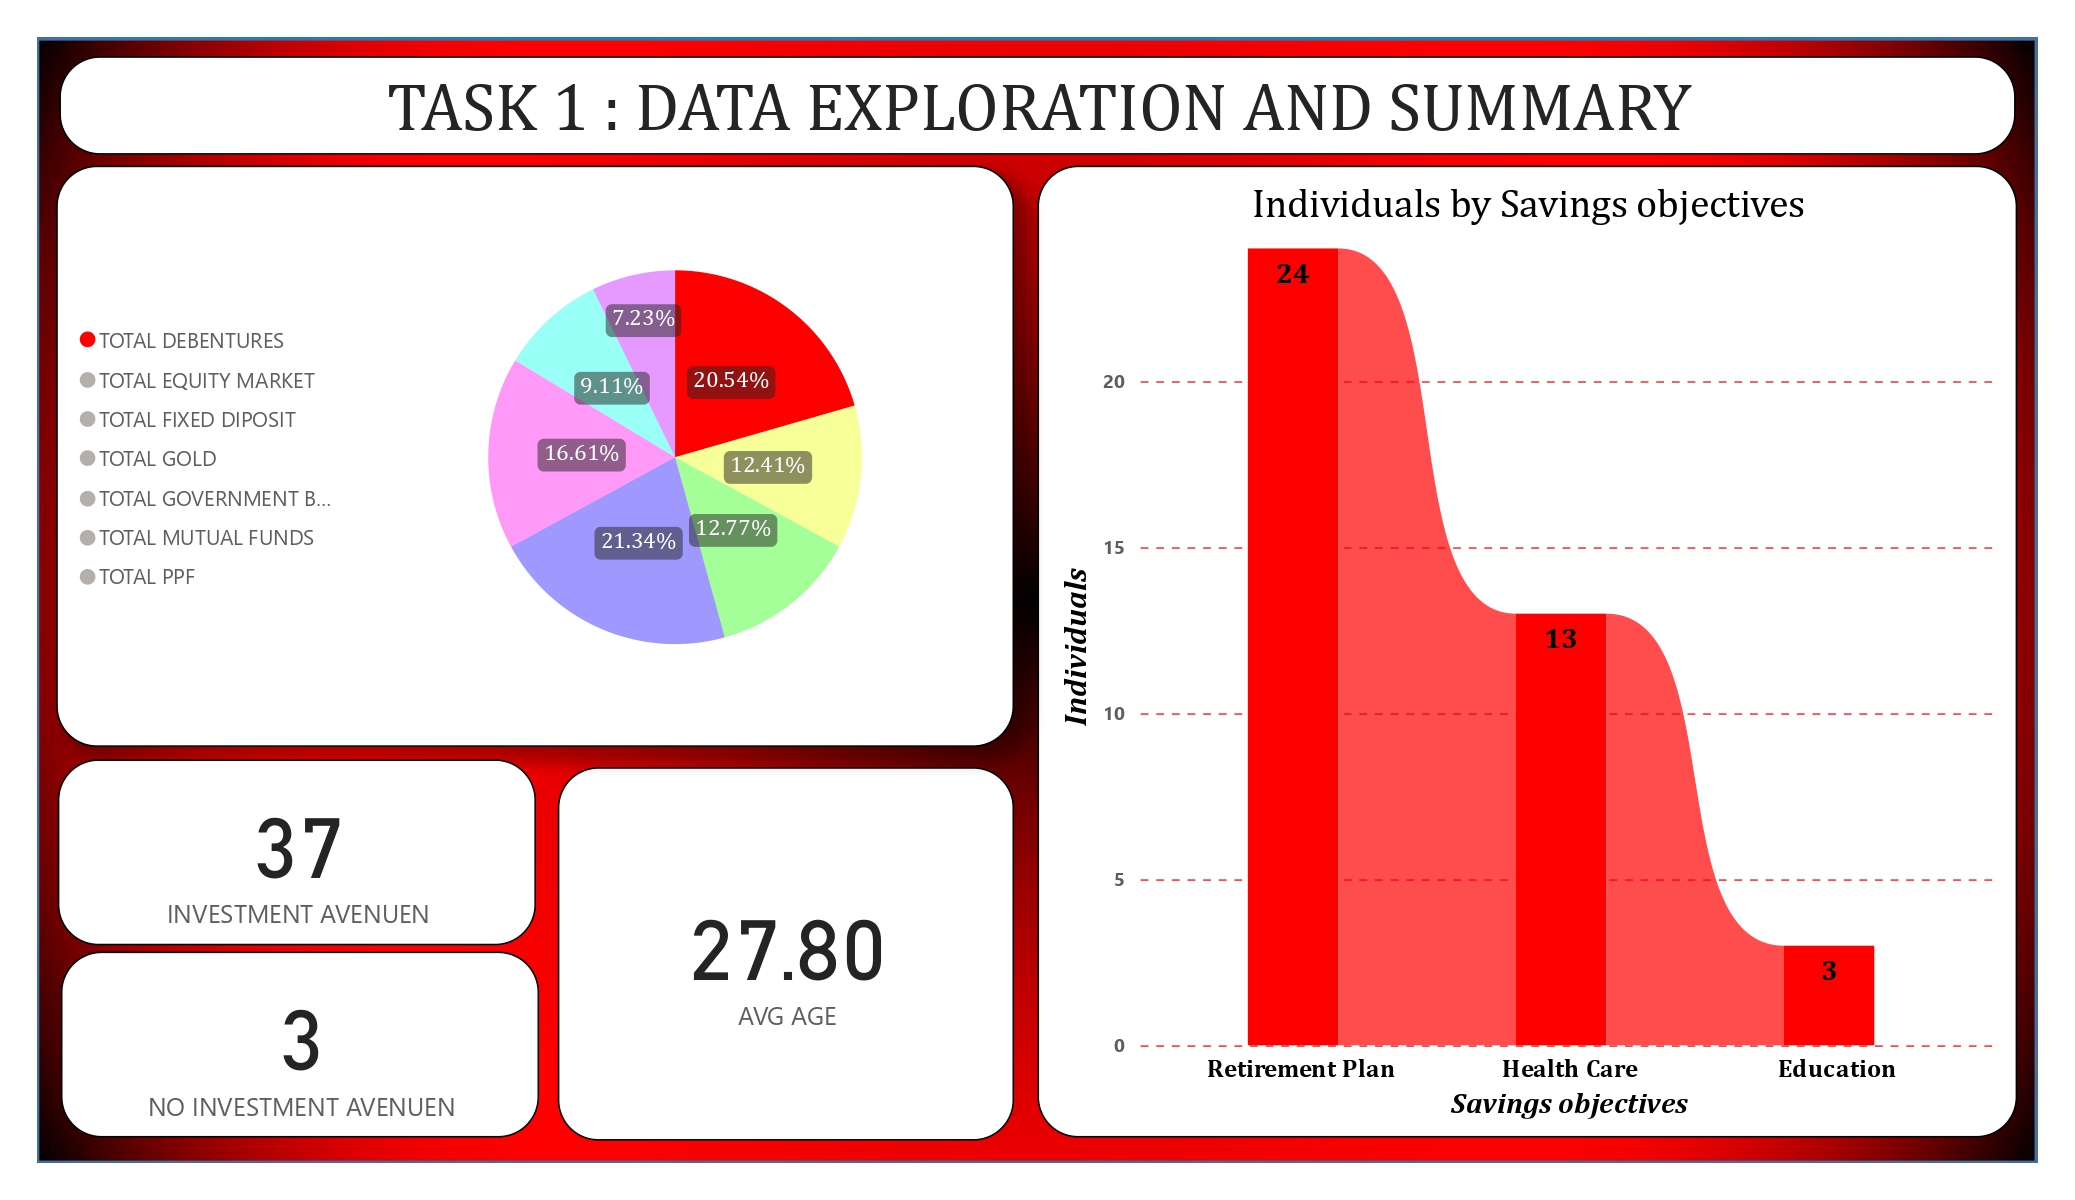 TASK 1 : DATA EXPLORATION AND SUMMARY
TOTAL DEBENTURES
TOTAL EQUITY MARKET
TOTAL FIXED DIPOSIT
TOTAL GOLD
TOTAL GOVERNMENT B...
TOTAL MUTUAL FUNDS
TOTAL PPF
7.23%
20.54%
9.11%
16.61%
12.41%
12.77%
21.34%
37
INVESTMENT AVENUEN
3
NO INVESTMENT AVENUEN
27.80
AVG AGE
Individuals by Savings objectives
24
13
3
20
15
10
5
0
Individuals
Retirement Plan
Health Care
Education
Savings objectives